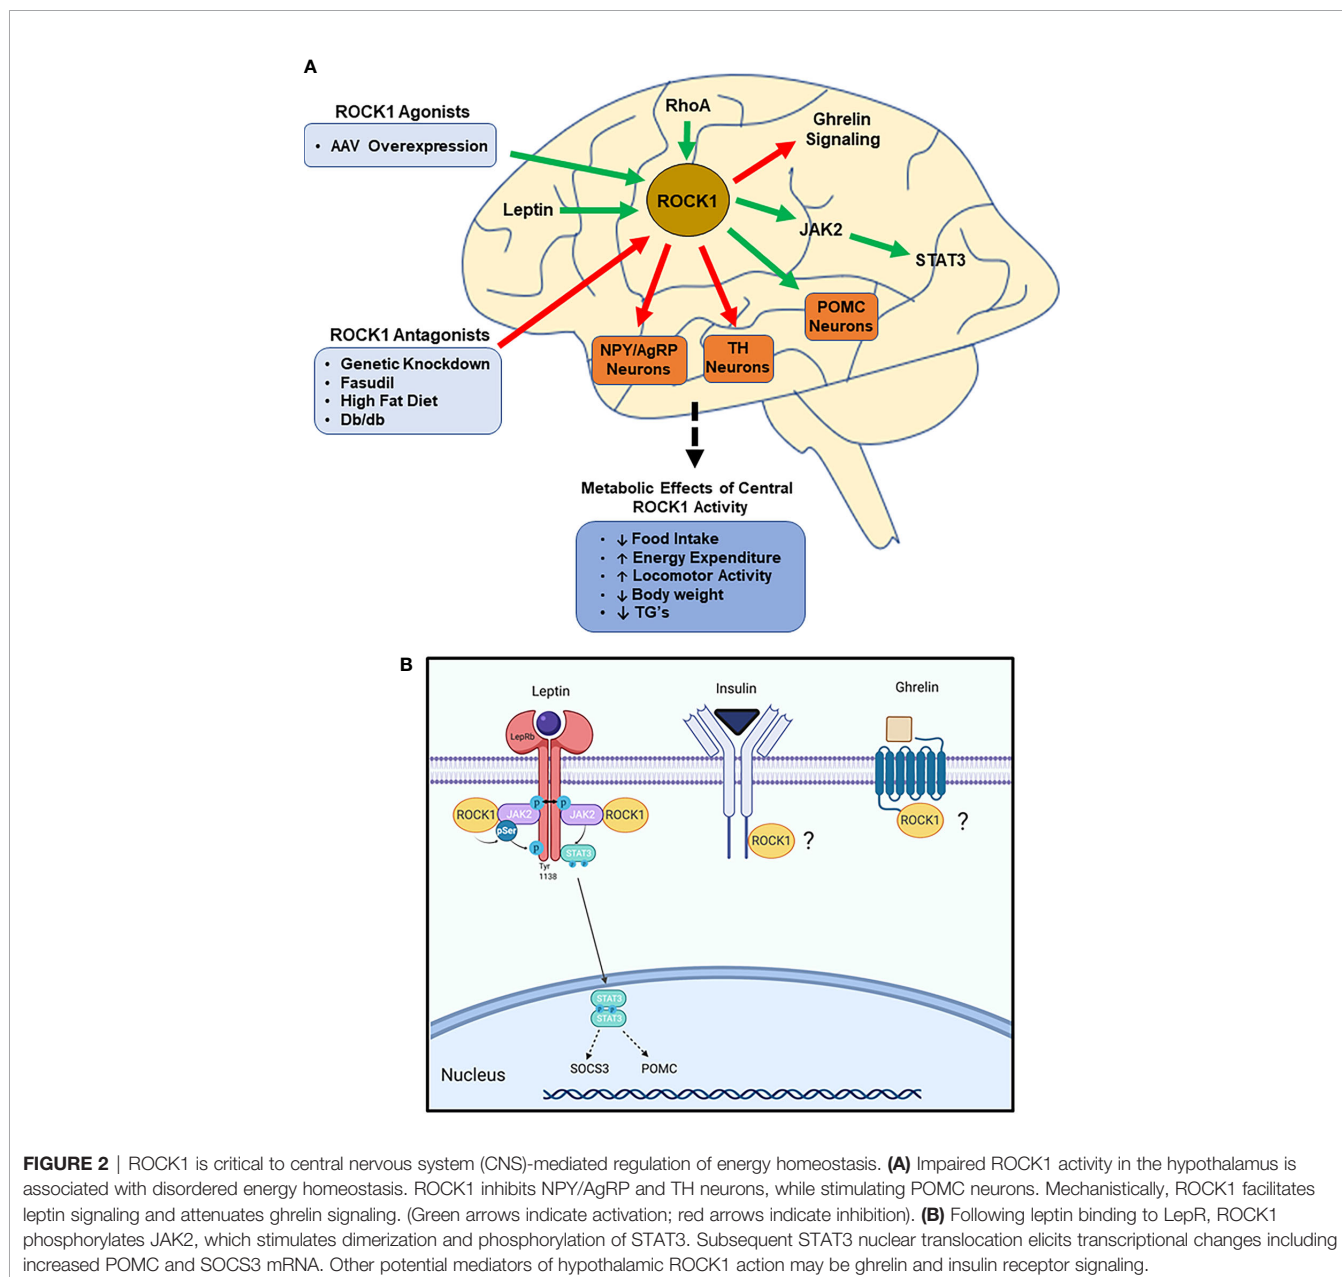 A
ROCK1 Agonists
• AAV Overexpression
RhoA
Ghrelin
Signaling
ROCK1
Leptin
JAK2
STAT3
POMC
Neurons
ROCK1 Antagonists
• Genetic Knockdown
• Fasudil
• High Fat Diet
• Db/db
NPY/AgRP
Neurons
TH
Neurons
Metabolic Effects of Central
ROCK1 Activity
• ↓ Food Intake
• ↑ Energy Expenditure
• ↑ Locomotor Activity
• ↓ Body weight
• ↓ TG's
B
Leptin
Insulin
Ghrelin
LepRb
ROCK1
JAK2
P
P
JAK2
ROCK1
pSer
P
STAT3
P
P
Tyr
1138
ROCK1
?
ROCK1
?
STAT3
P
P
STAT3
SOCS3
POMC
Nucleus
FIGURE 2 | ROCK1 is critical to central nervous system (CNS)-mediated regulation of energy homeostasis. (A) Impaired ROCK1 activity in the hypothalamus is
associated with disordered energy homeostasis. ROCK1 inhibits NPY/AgRP and TH neurons, while stimulating POMC neurons. Mechanistically, ROCK1 facilitates
leptin signaling and attenuates ghrelin signaling. (Green arrows indicate activation; red arrows indicate inhibition). (B) Following leptin binding to LepR, ROCK1
phosphorylates JAK2, which stimulates dimerization and phosphorylation of STAT3. Subsequent STAT3 nuclear translocation elicits transcriptional changes including
increased POMC and SOCS3 mRNA. Other potential mediators of hypothalamic ROCK1 action may be ghrelin and insulin receptor signaling.